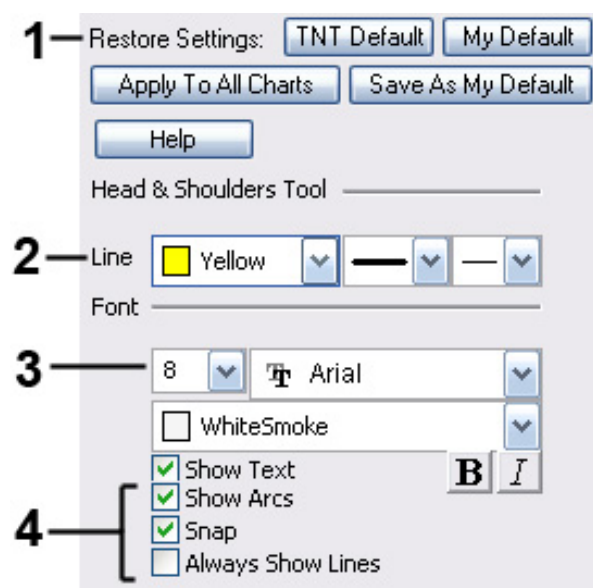 1 Restore Settings: TNT Default My Default
Apply To All Charts Save As My Default
Help
Head & Shoulders Tool
2 Line Yellow
Font
3 8 Arial
WhiteSmoke
Show Text B I
Show Arcs
4 Snap
Always Show Lines